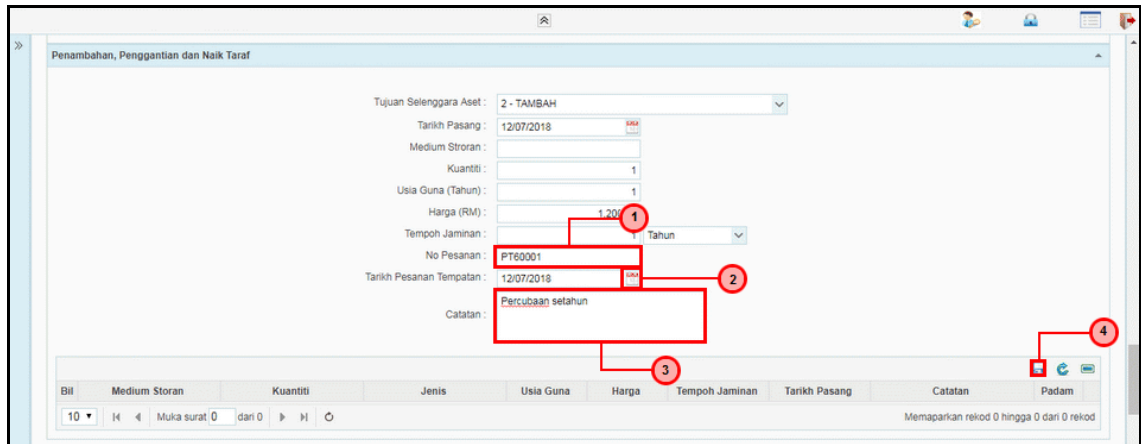 Penambahan, Penggantian dan Naik Taraf
Tujuan Selenggara Aset : 2 - TAMBAH
Tarikh Pasang : 12/07/2018
Medium Stroran :
Kuantiti : 1
Usia Guna (Tahun) : 1
Harga (RM) :
1
Tempoh Jaminan : 1 Tahun
No Pesanan : PT60001
Tarikh Pesanan Tempatan : 12/07/2018
2
Catatan : Percubaan setahun
4
3
Bil Medium Storan Kuantiti Jenis Usia Guna Harga Tempoh Jaminan Tarikh Pasang Catatan Padam
10 Muka surat 0 dari 0 Memaparkan rekod 0 hingga 0 dari 0 rekod